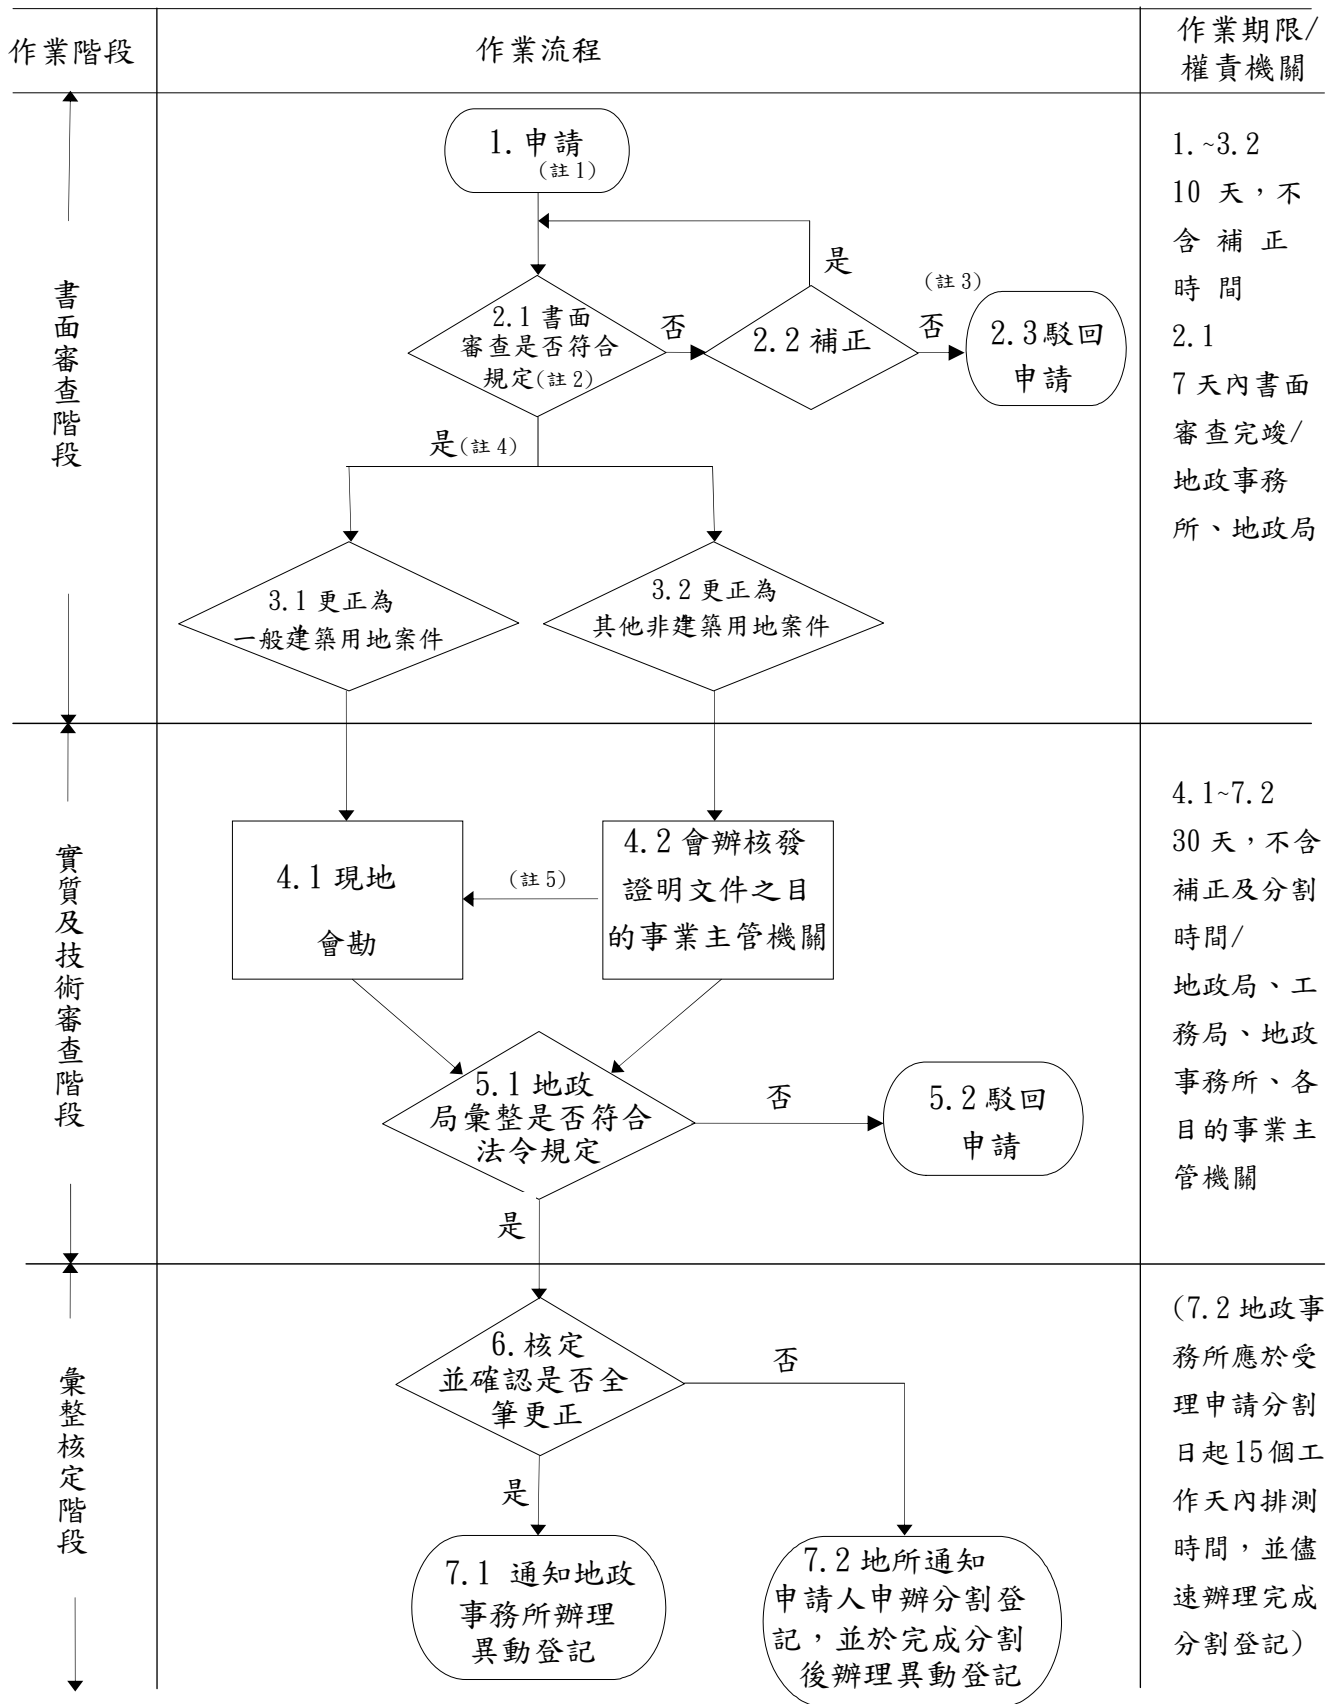 作業階段
作業流程
作業期限/
權責機關
書面審查階段
1.申請
(註1)
2.1書面
審查是否符合
規定(註2)
否
2.2補正
是
否
(註3)
2.3駁回
申請
是(註4)
3.1更正為
一般建築用地案件
3.2更正為
其他非建築用地案件
1.~3.2
10 天，不
含 補 正
時 間
2.1
7天內書面
審查完竣/
地政事務
所、地政局
實質及技術審查階段
4.1現地
會勘
(註5)
4.2會辦核發
證明文件之目
的事業主管機關
5.1地政
局彙整是否符合
法令規定
否
5.2駁回
申請
是
4.1~7.2
30天，不含
補正及分割
時間/
地政局、工
務局、地政
事務所、各
目的事業主
管機關
彙整核定階段
6.核定
並確認是否全
筆更正
否
是
7.1 通知地政
事務所辦理
異動登記
7.2地所通知
申請人申辦分割登
記，並於完成分割
後辦理異動登記
(7.2地政事
務所應於受
理申請分割
日起15個工
作天內排測
時間，並儘
速辦理完成
分割登記)